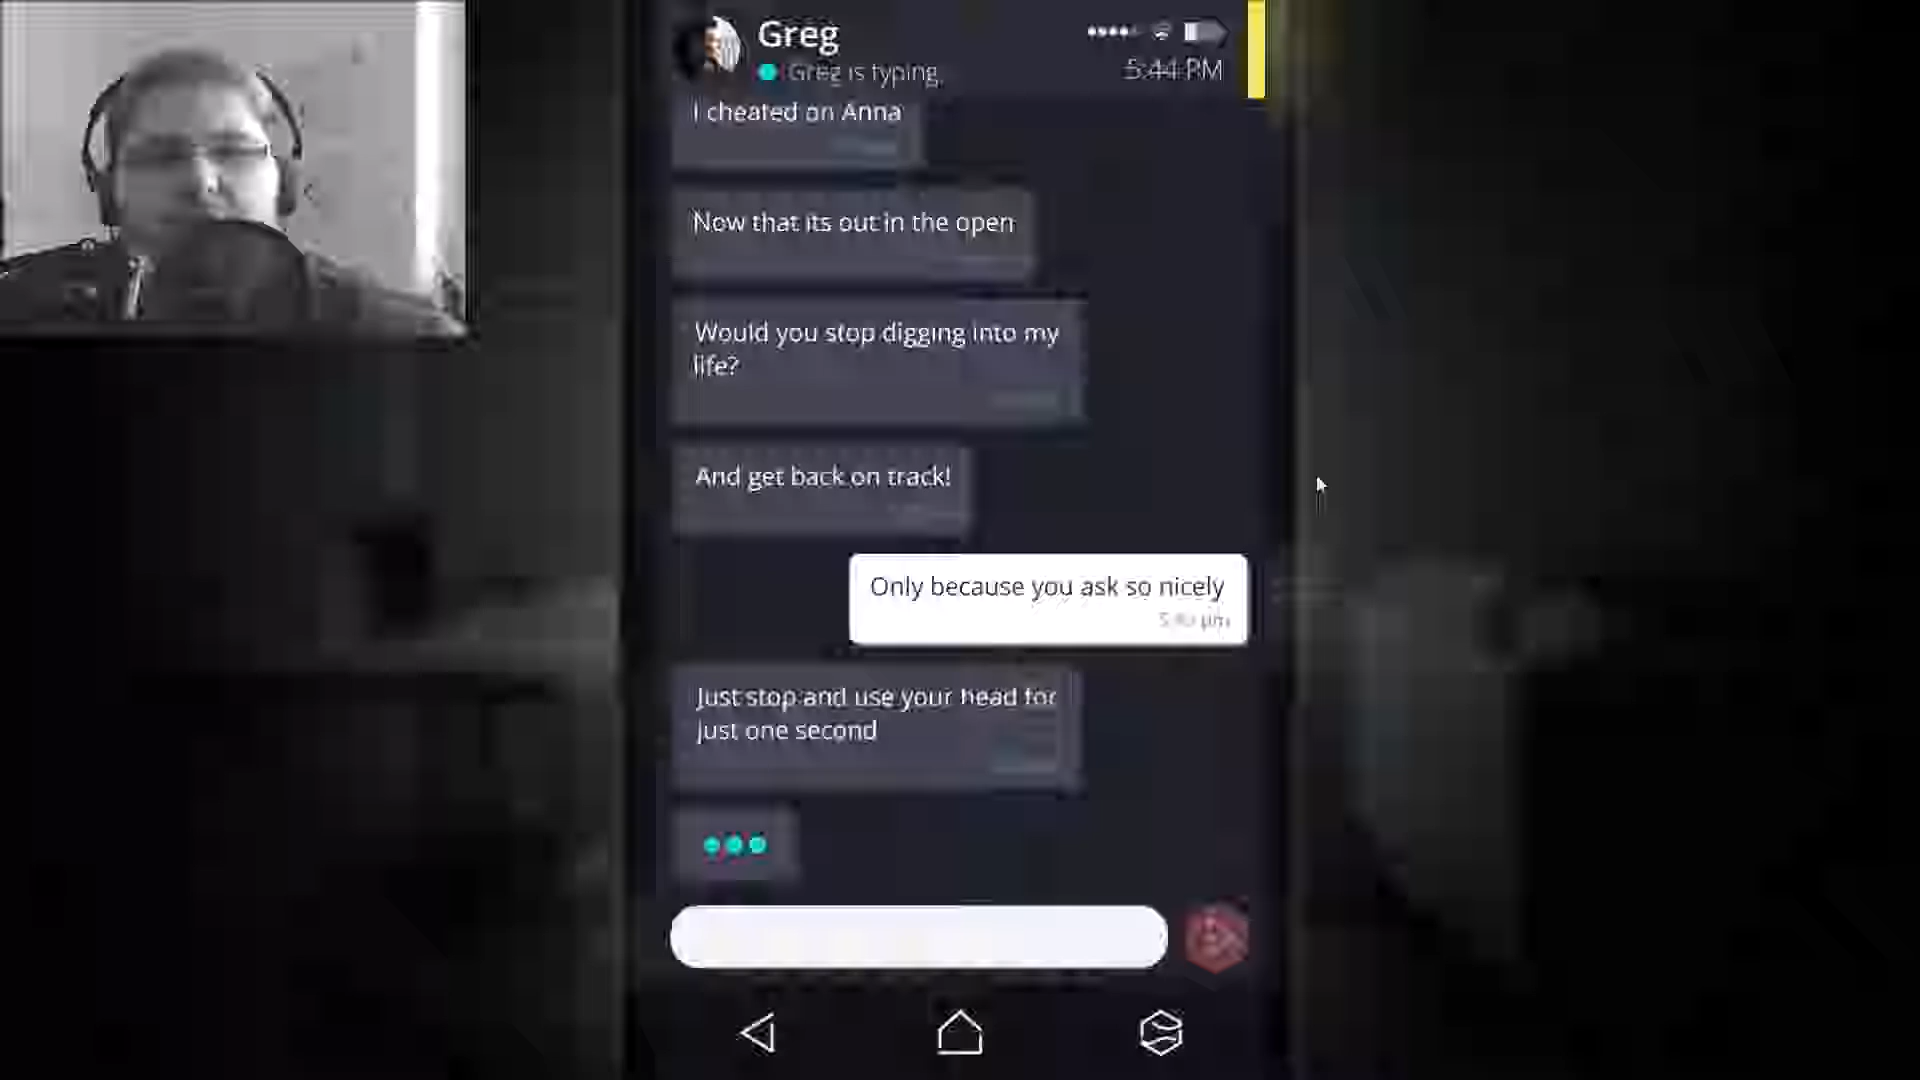 Greg
Greg is typing
5:44 PM
I cheated on Anna
Now that its out in the open
Would you stop digging into my
life?
And get back on track!
Only because you ask so nicely
Just stop and use your head for
just one second